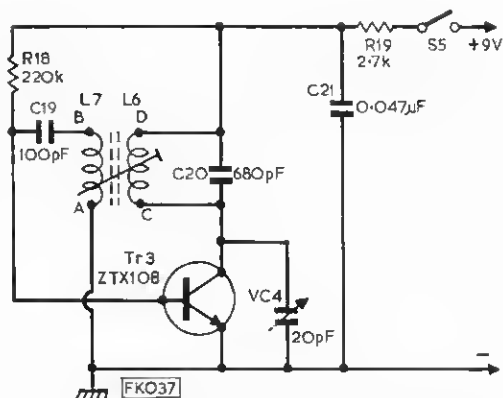 R18
220k
C19
100pF
L7
L6
B
D
A
C
C20
680pF
C21
0.047µF
R19
2.7k
S5
+9V
Tr3
ZTX108
VC4
20pF
FK037
−